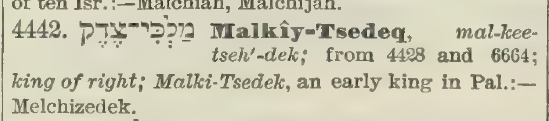 of ten Isr.:—Malchiah, Malchijah.
4442. מַלְכִּי־צֶדֶק Malkîy-Tsedeq, mal-kee-
tseh'-dek; from 4428 and 6664;
king of right; Malki-Tsedek, an early king in Pal.:—
Melchizedek.